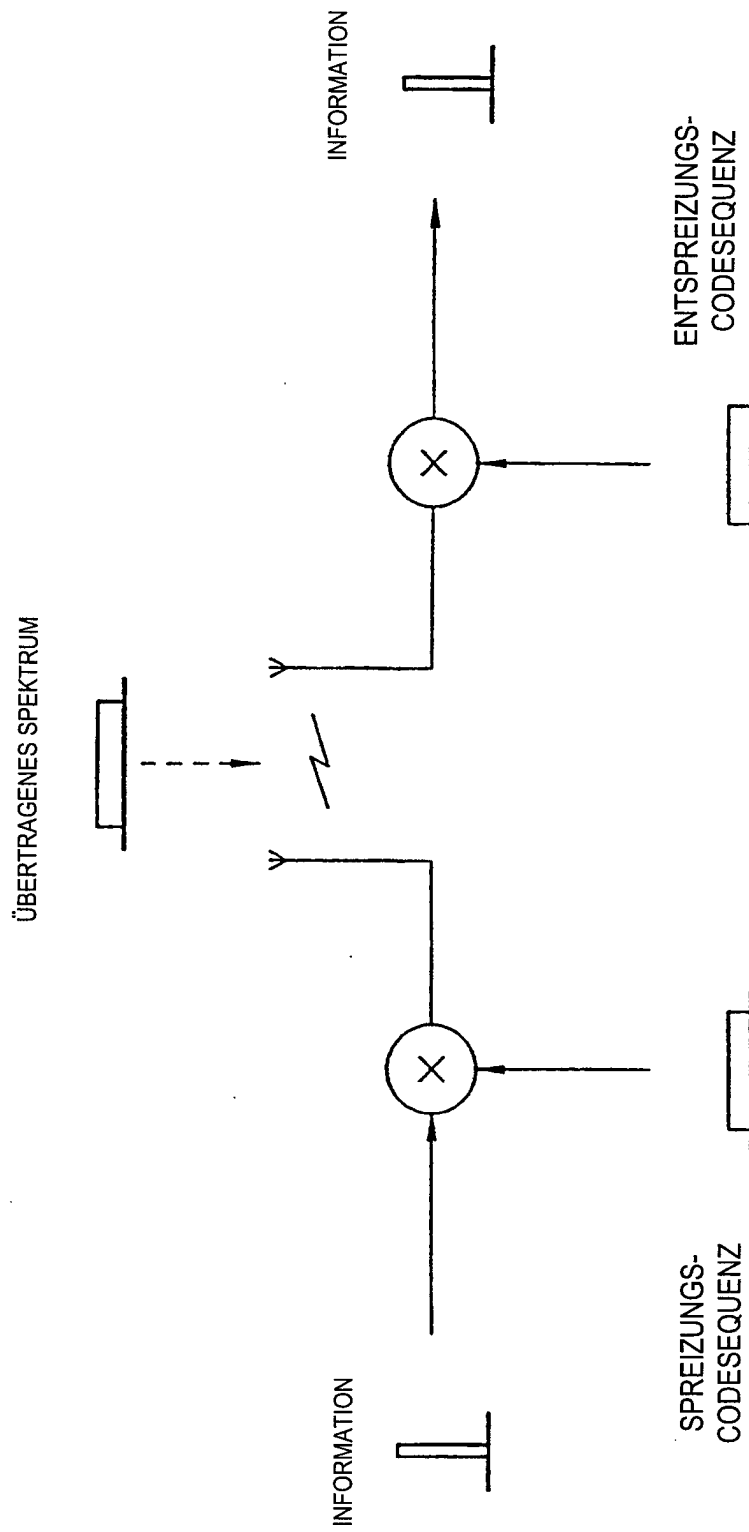 ÜBERTRAGENES SPEKTRUM
INFORMATION
INFORMATION
SPREIZUNGS-
CODESEQUENZ
ENTSPREIZUNGS-
CODESEQUENZ